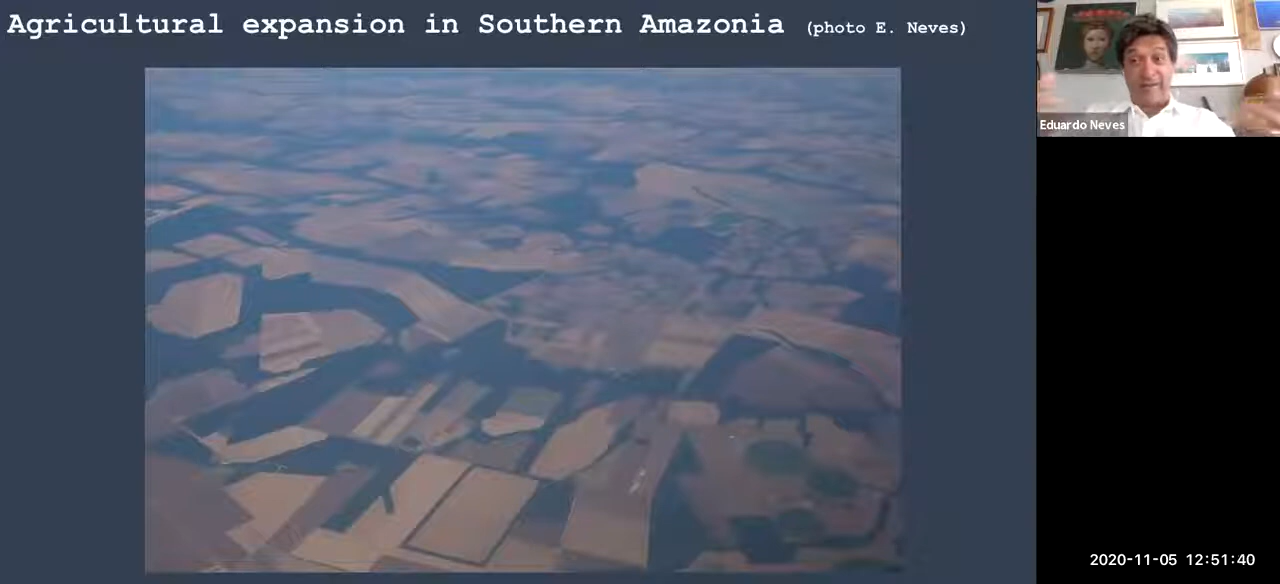 Agricultural expansion in Southern Amazonia (photo E. Neves)
Eduardo Neves
2020-11-05 12:51:40